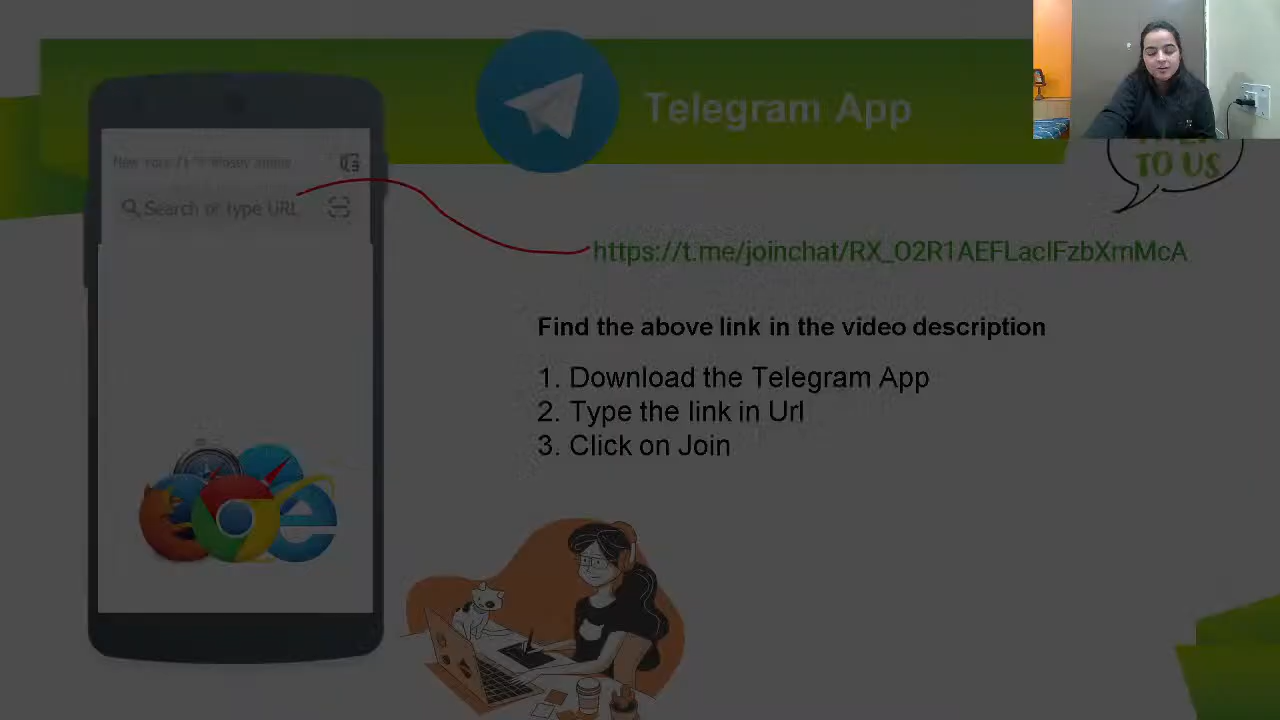 Telegram App
Search or type URL
TO US
https://t.me/joinchat/RX_O2R1AEFLacIFzbXmMcA
Find the above link in the video description
1. Download the Telegram App
2. Type the link in Url
3. Click on Join